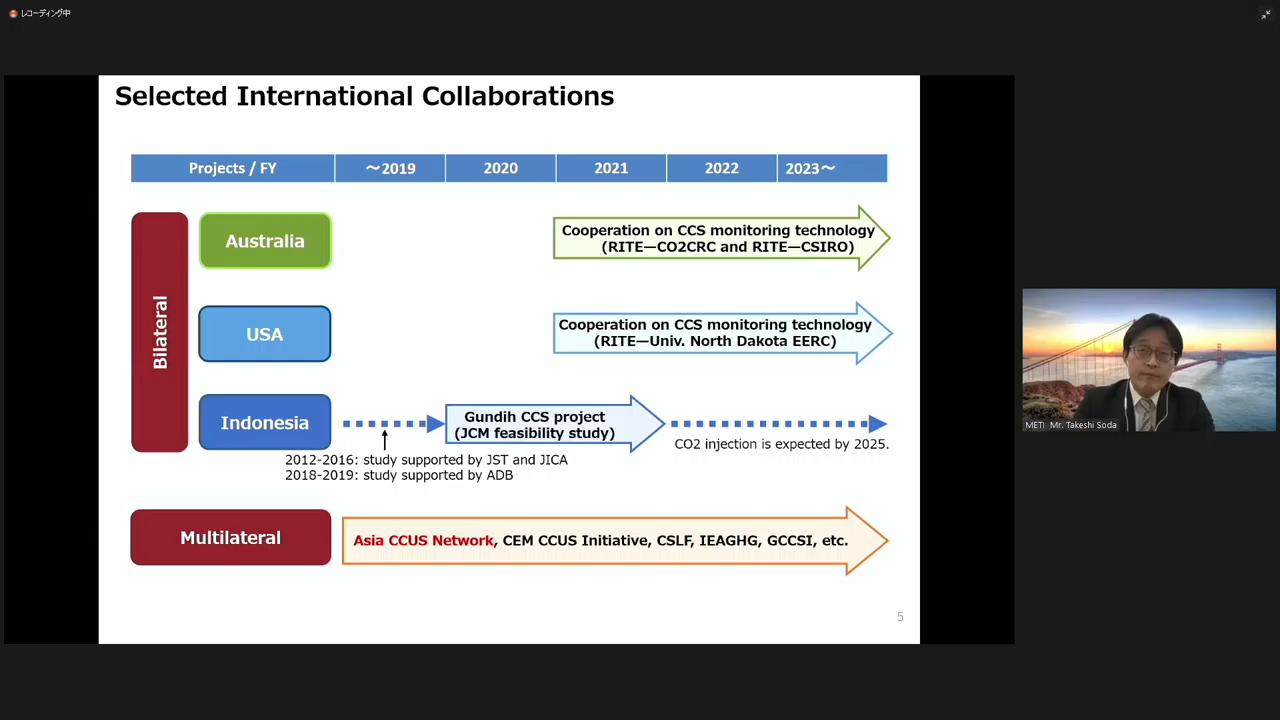 レコーディング中
Selected International Collaborations
Projects / FY
～2019
2020
2021
2022
2023～
Bilateral
Australia
Cooperation on CCS monitoring technology
(RITE—CO2CRC and RITE—CSIRO)
USA
Cooperation on CCS monitoring technology
(RITE—Univ. North Dakota EERC)
Indonesia
Gundih CCS project
(JCM feasibility study)
CO2 injection is expected by 2025.
2012-2016: study supported by JST and JICA
2018-2019: study supported by ADB
Multilateral
Asia CCUS Network, CEM CCUS Initiative, CSLF, IEAGHG, GCCSI, etc.
5
METI Mr. Takeshi Soda